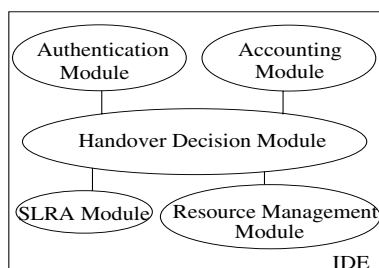 Authentication
Module
Accounting
Module
Handover Decision Module
SLRA Module
Resource Management
Module
IDE